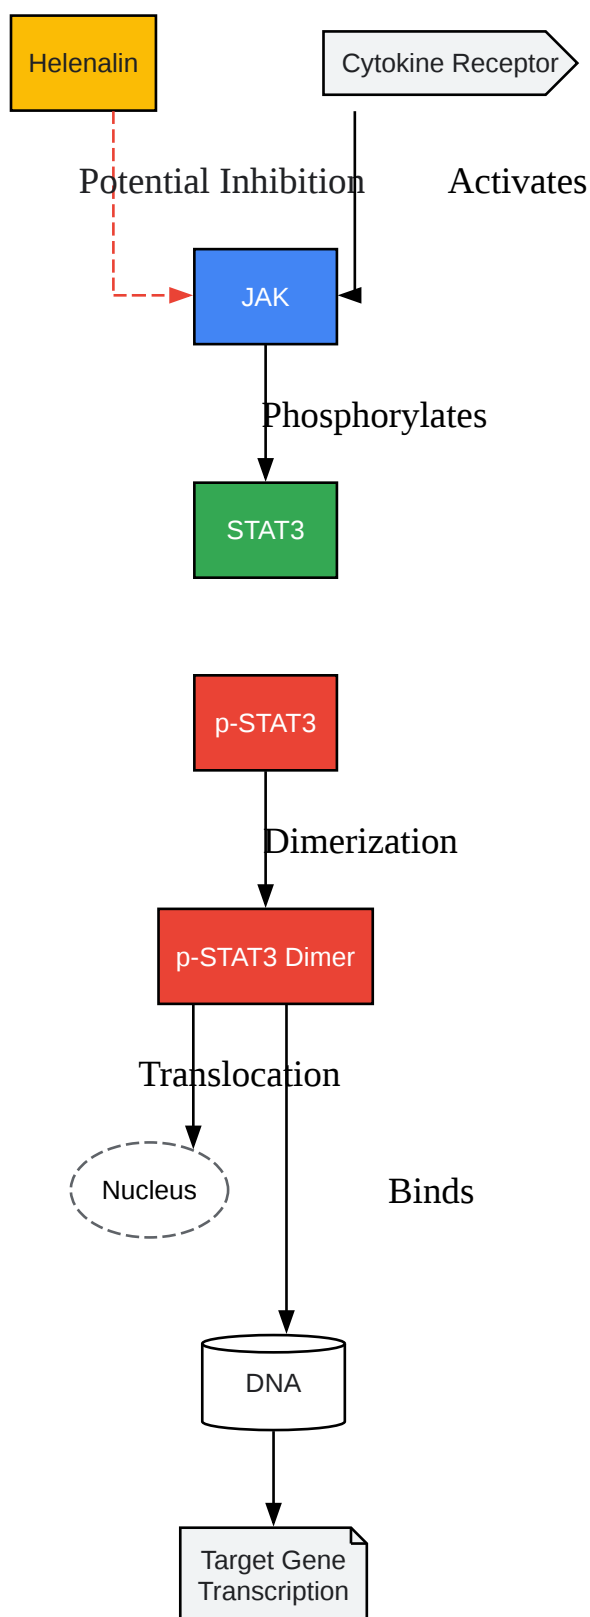 Helenalin
Cytokine Receptor
Potential Inhibition
Activates
JAK
Phosphorylates
STAT3
p-STAT3
Dimerization
p-STAT3 Dimer
Translocation
Nucleus
Binds
DNA
Target Gene
Transcription